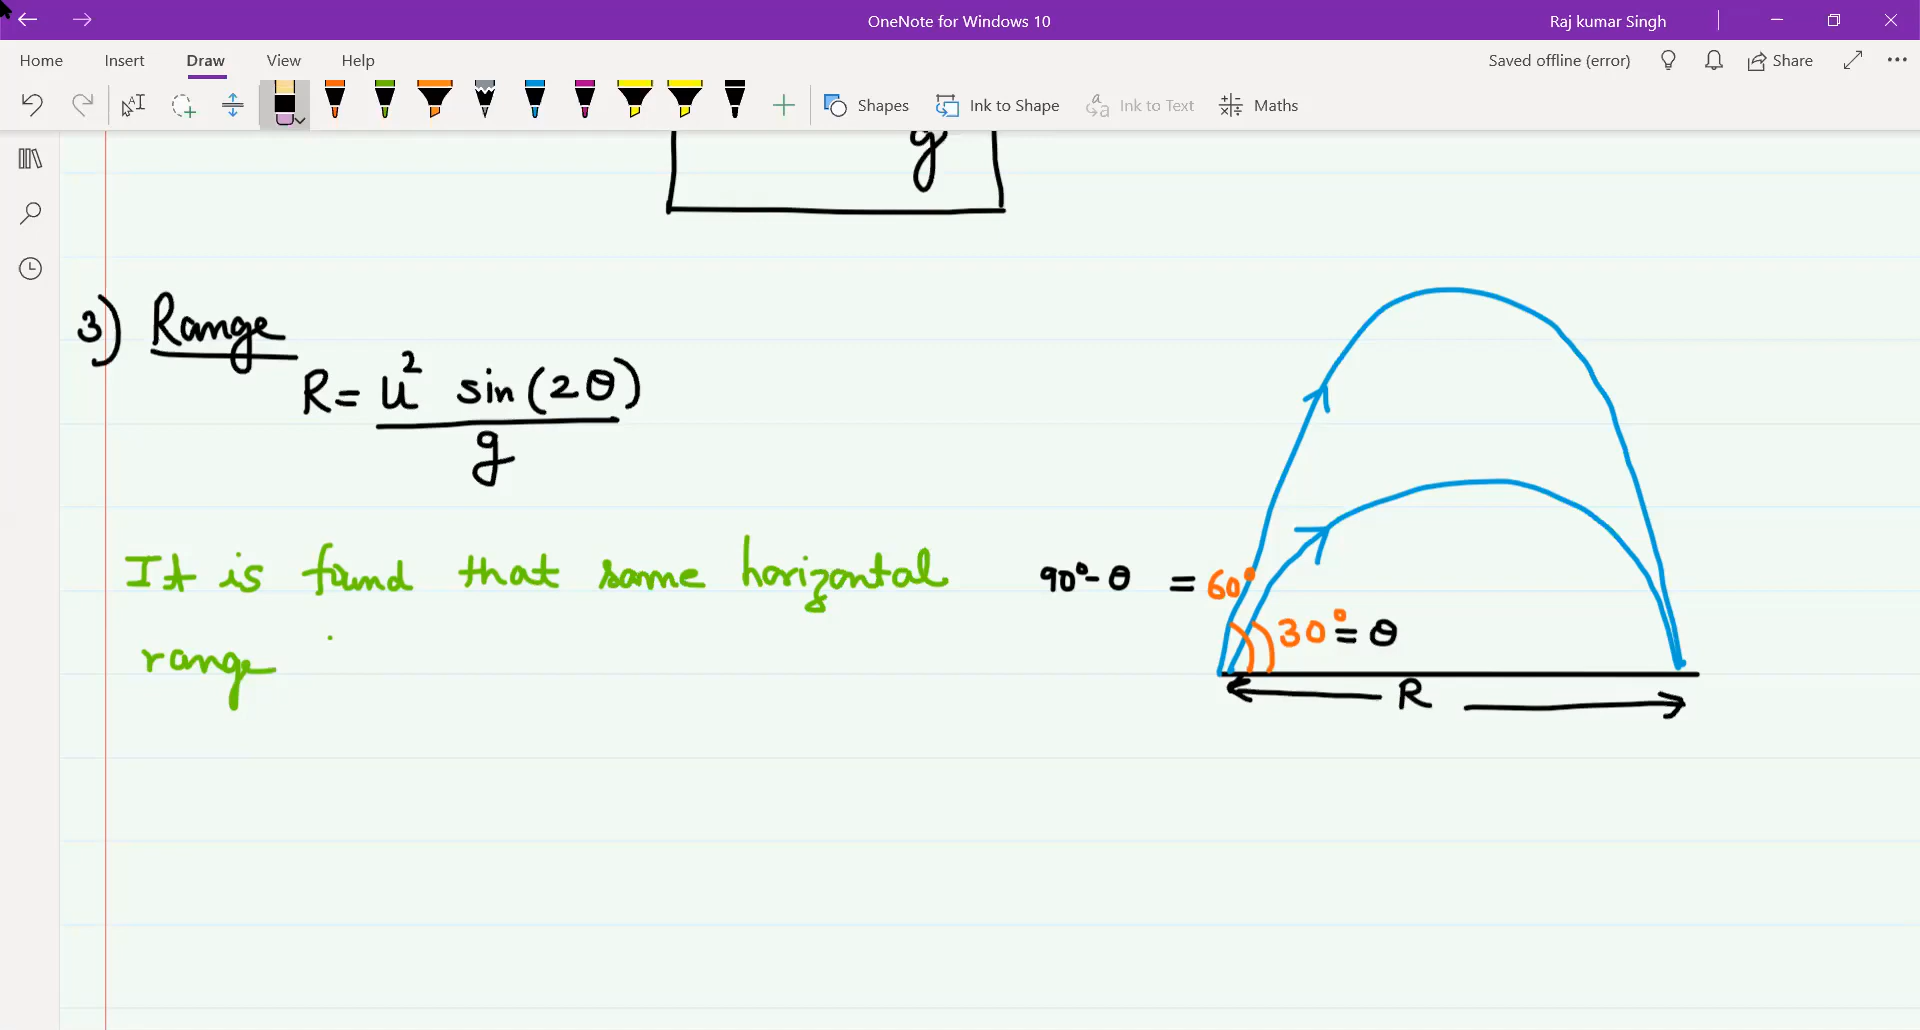 OneNote for Windows 10
Raj kumar Singh
Home Insert Draw View Help
Saved offline (error) Share
Shapes Ink to Shape Ink to Text Maths
g
3) Range
R = u² sin (2θ)
g
It is found that same horizontal
range
90° - θ = 60°
30° = θ
R